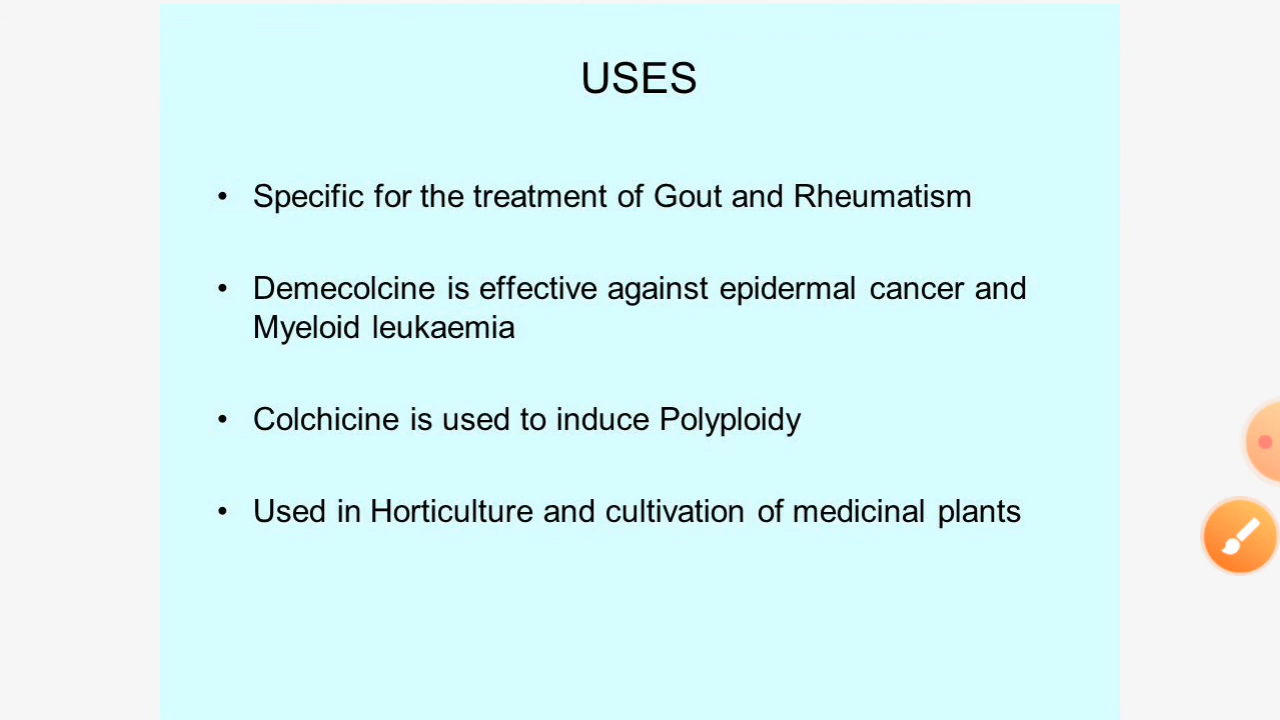 USES
• Specific for the treatment of Gout and Rheumatism
• Demecolcine is effective against epidermal cancer and
Myeloid leukaemia
• Colchicine is used to induce Polyploidy
• Used in Horticulture and cultivation of medicinal plants